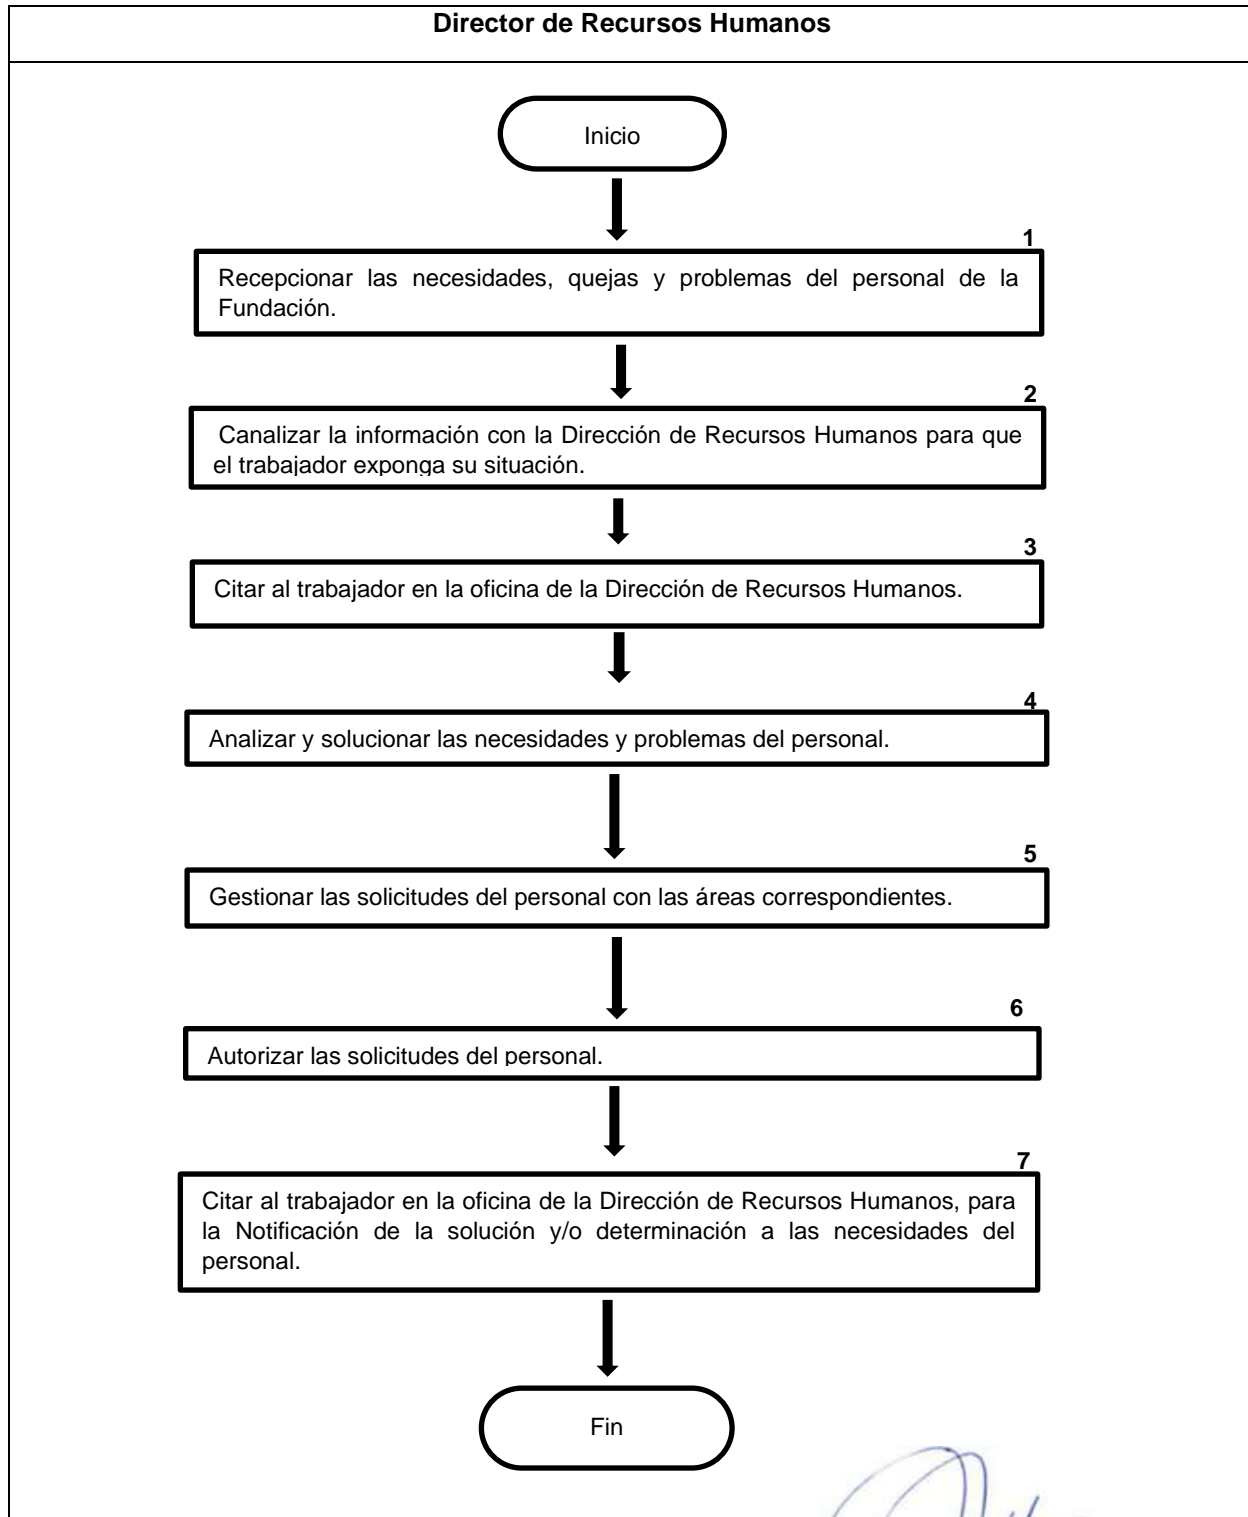 Director de Recursos Humanos
Inicio
1
Recepcionar las necesidades, quejas y problemas del personal de la
Fundación.
2
Canalizar la información con la Dirección de Recursos Humanos para que
el trabajador exponga su situación.
3
Citar al trabajador en la oficina de la Dirección de Recursos Humanos.
4
Analizar y solucionar las necesidades y problemas del personal.
5
Gestionar las solicitudes del personal con las áreas correspondientes.
6
Autorizar las solicitudes del personal.
7
Citar al trabajador en la oficina de la Dirección de Recursos Humanos, para
la Notificación de la solución y/o determinación a las necesidades del
personal.
Fin